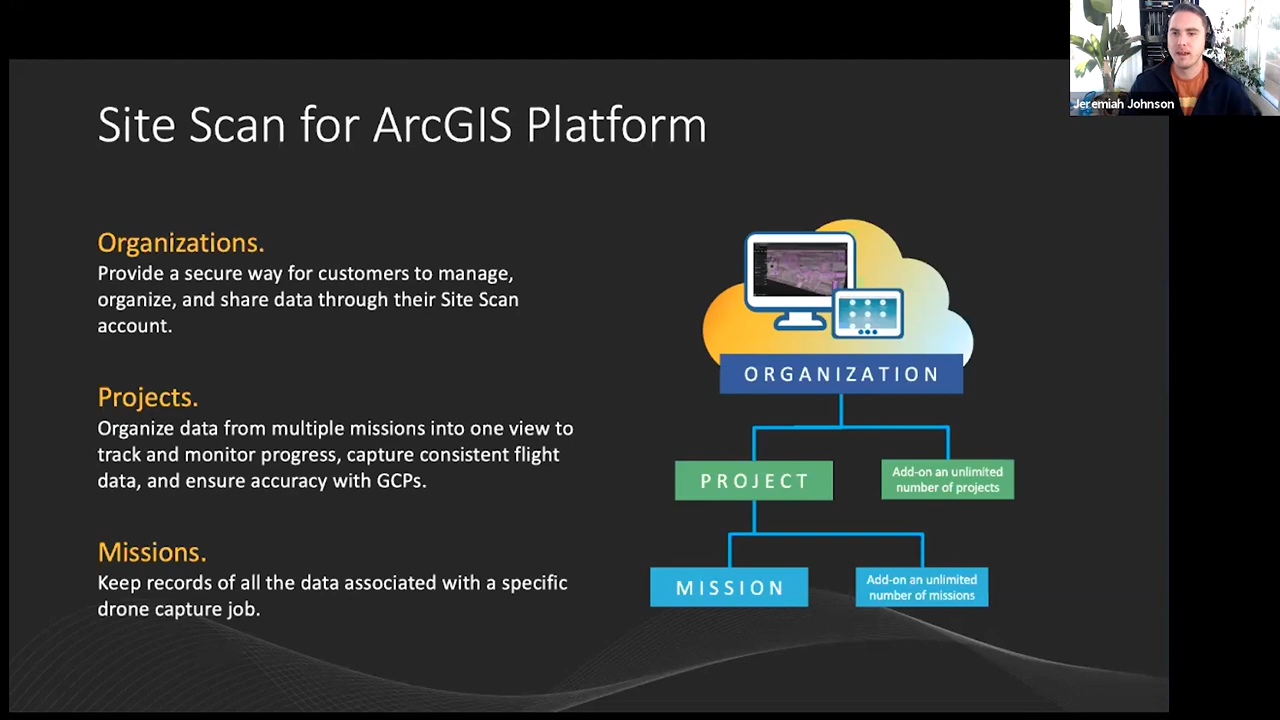 Jeremiah Johnson
Site Scan for ArcGIS Platform
Organizations.
Provide a secure way for customers to manage,
organize, and share data through their Site Scan
account.
Projects.
Organize data from multiple missions into one view to
track and monitor progress, capture consistent flight
data, and ensure accuracy with GCPs.
Missions.
Keep records of all the data associated with a specific
drone capture job.
ORGANIZATION
PROJECT
Add-on an unlimited
number of projects
MISSION
Add-on an unlimited
number of missions